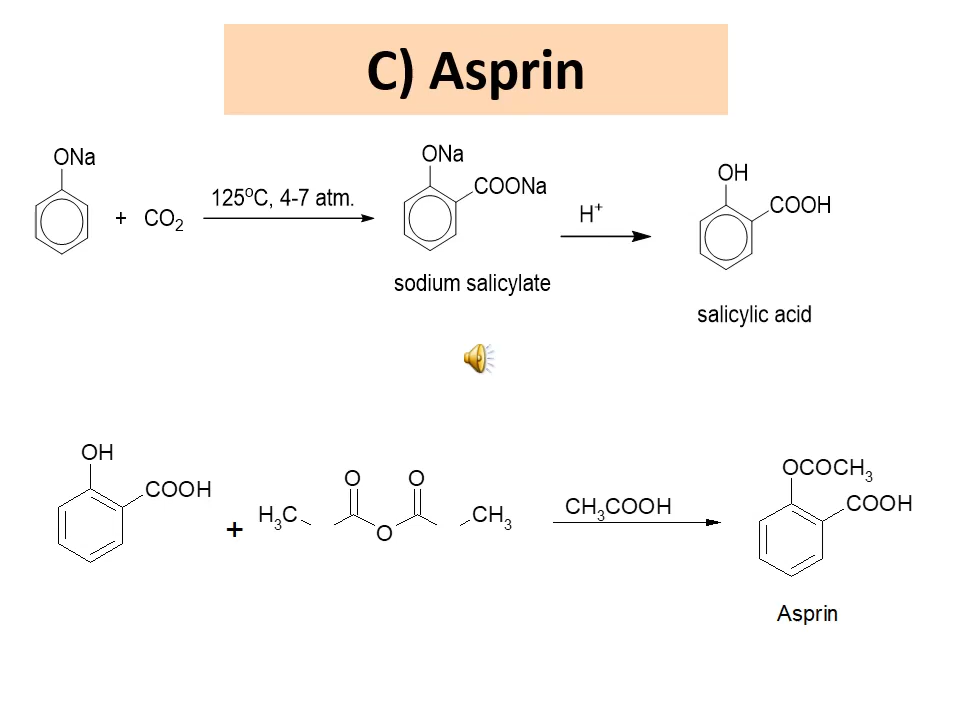 C) Asprin
ONa
+ CO₂
125⁰C, 4-7 atm.
ONa
COONa
sodium salicylate
H⁺
OH
COOH
salicylic acid
OH
COOH
+
O O
H₃C
O
CH₃
CH₃COOH
OCOCH₃
COOH
Asprin